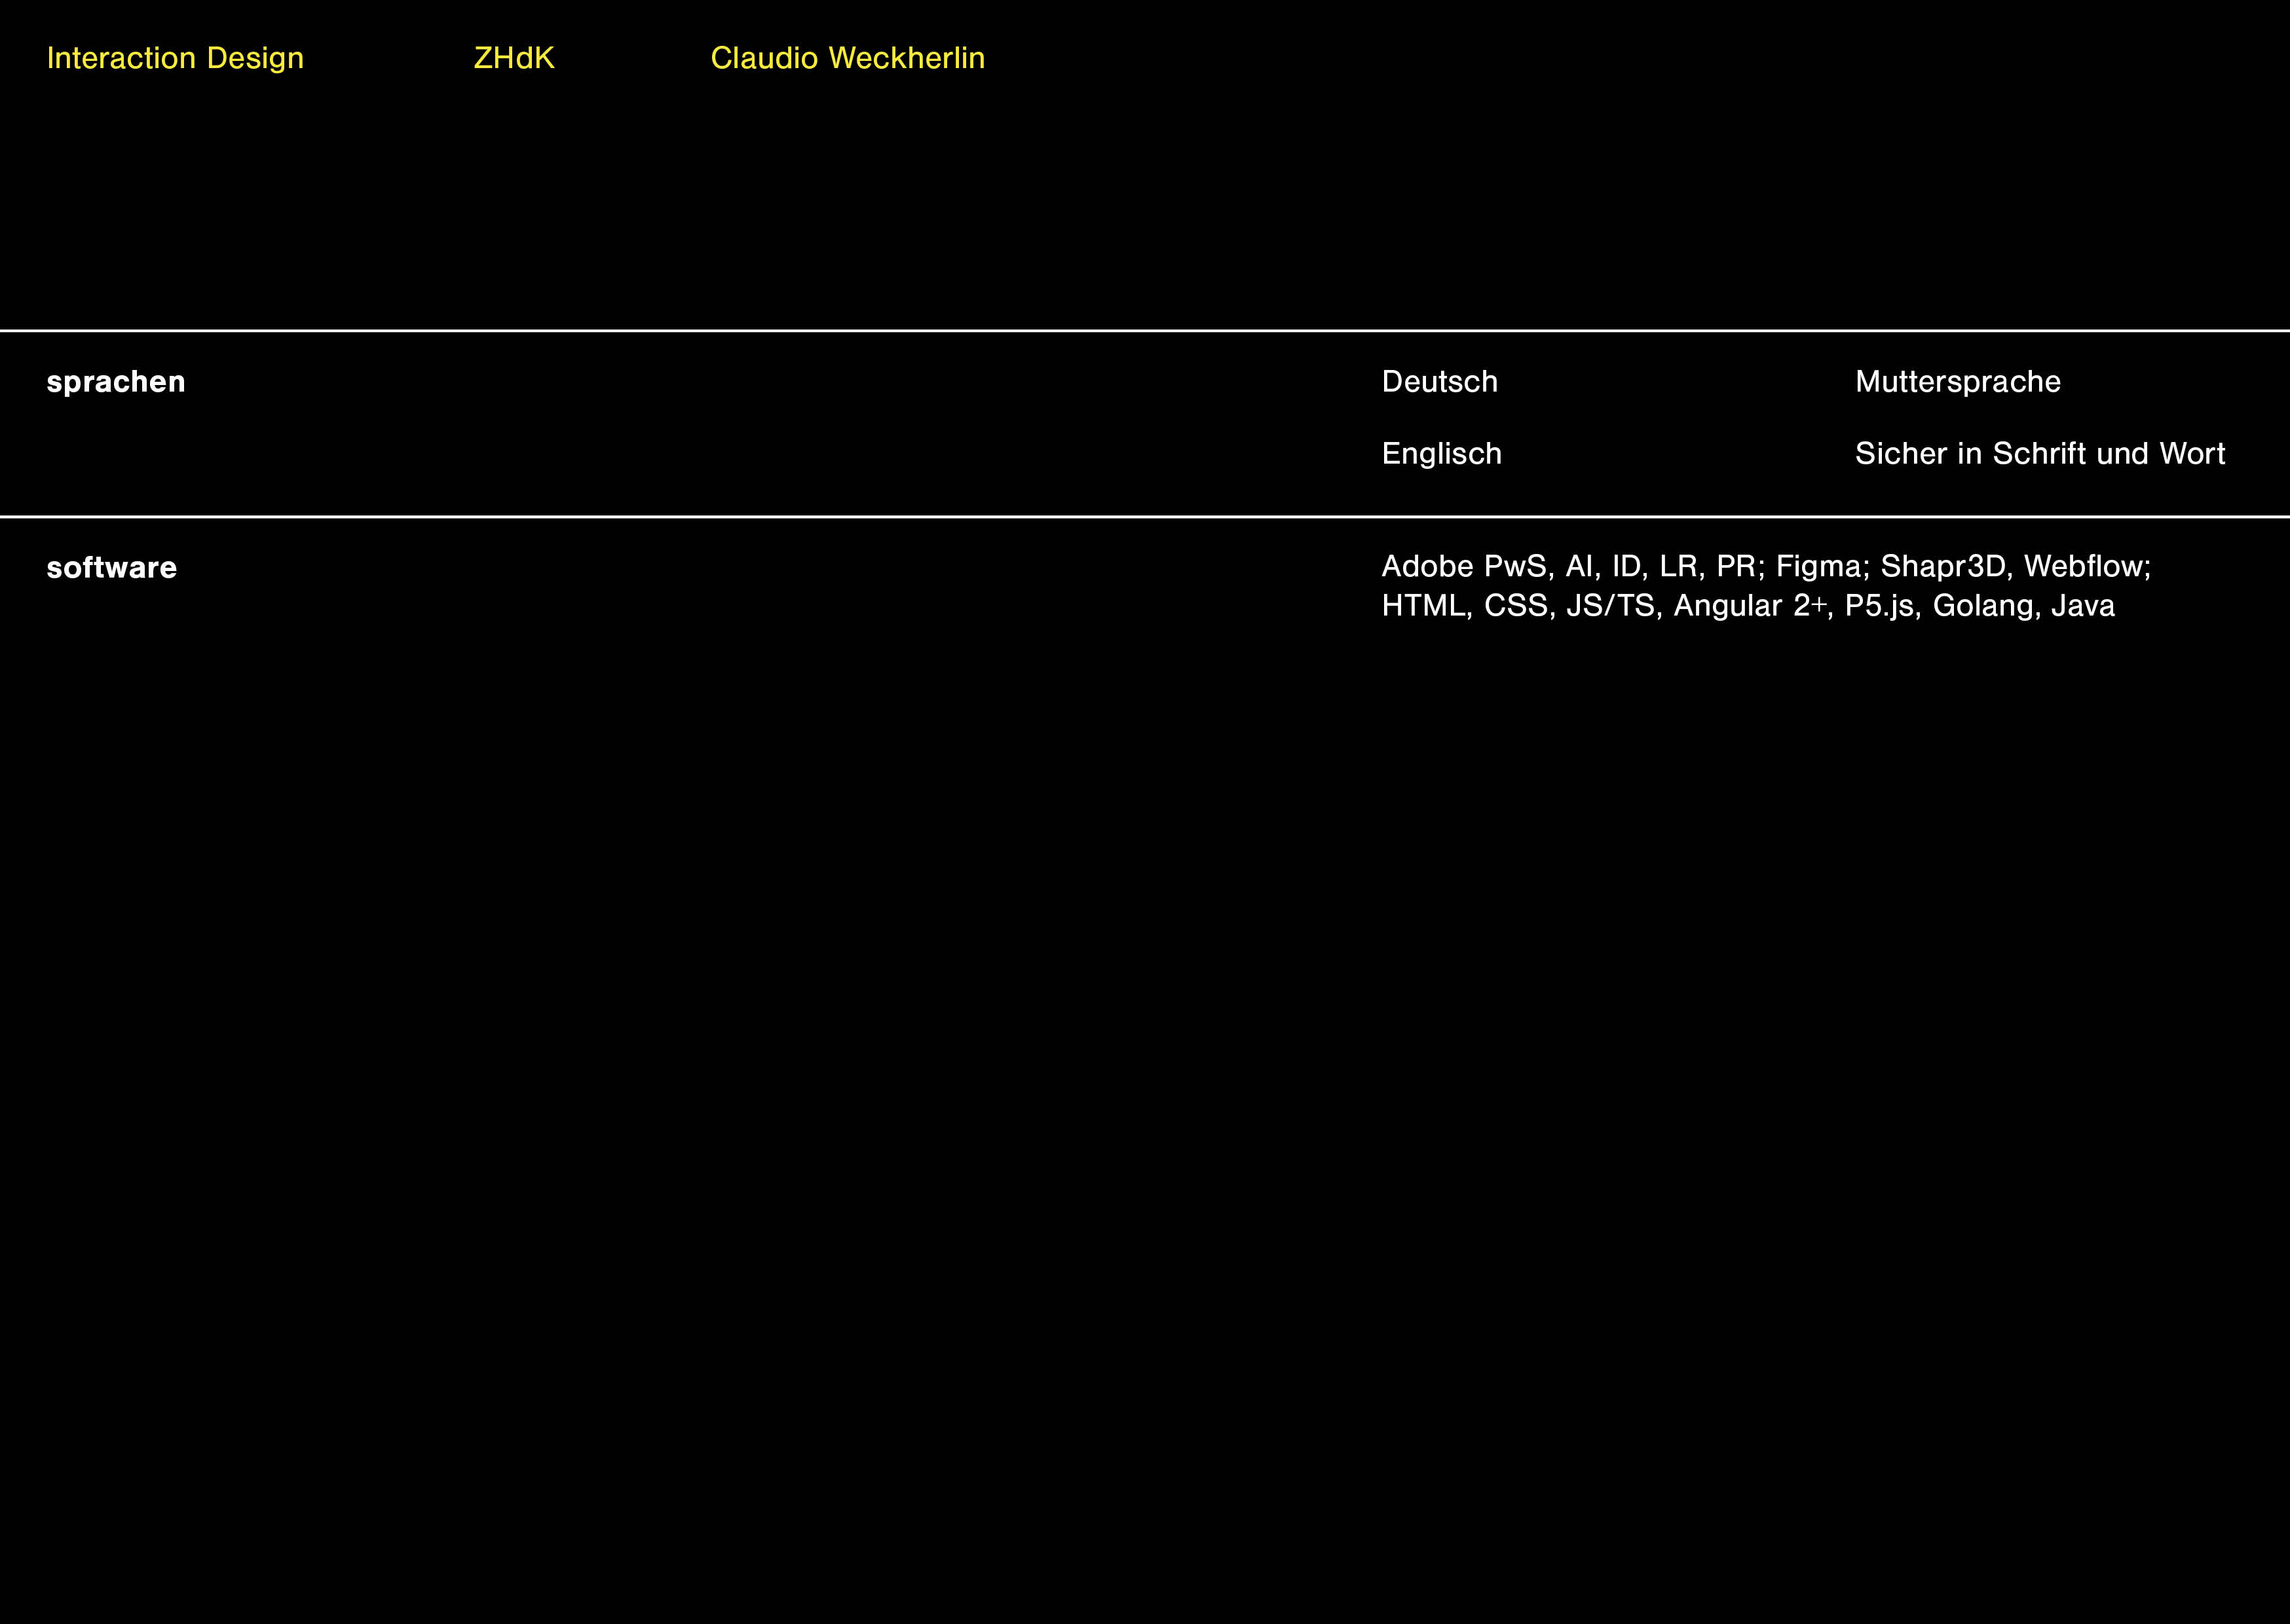 Interaction Design ZHdK Claudio Weckherlin
sprachen Deutsch Muttersprache
Englisch Sicher in Schrift und Wort
software Adobe PwS, AI, ID, LR, PR; Figma; Shapr3D, Webflow;
HTML, CSS, JS/TS, Angular 2+, P5.js, Golang, Java